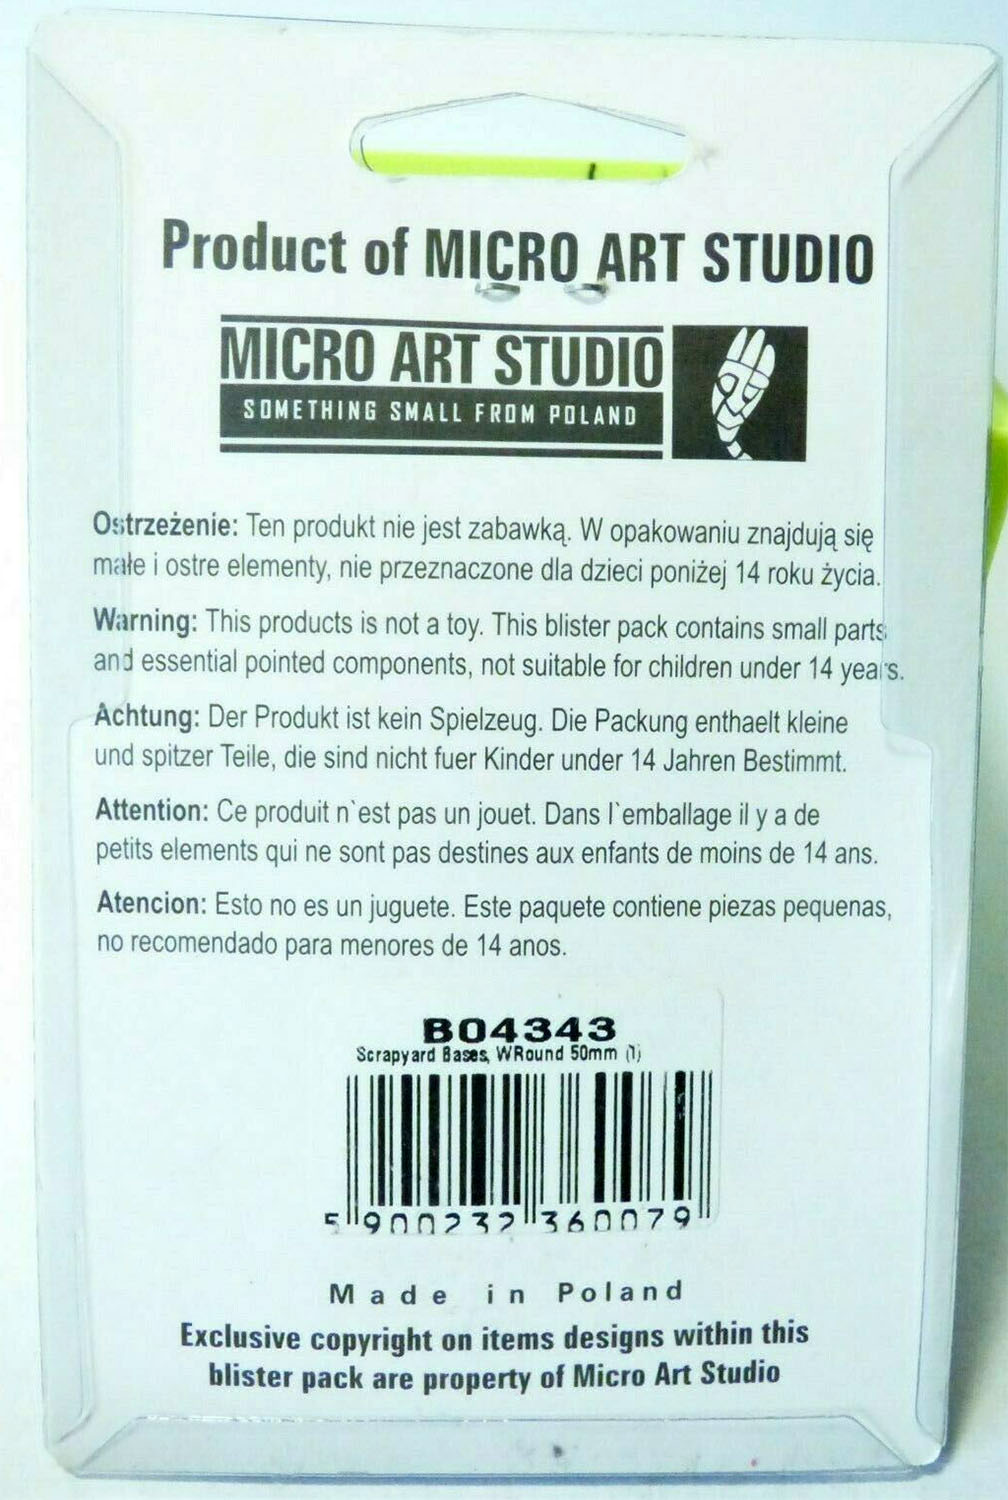 Product of MICRO ART STUDIO
MICRO ART STUDIO
SOMETHING SMALL FROM POLAND
Ostrzeżenie: Ten produkt nie jest zabawką. W opakowaniu znajdują się
małe i ostre elementy, nie przeznaczone dla dzieci poniżej 14 roku życia.
Warning: This products is not a toy. This blister pack contains small parts
and essential pointed components, not suitable for children under 14 years.
Achtung: Der Produkt ist kein Spielzeug. Die Packung enthaelt kleine
und spitzer Teile, die sind nicht fuer Kinder under 14 Jahren Bestimmt.
Attention: Ce produit n`est pas un jouet. Dans l`emballage il y a de
petits elements qui ne sont pas destines aux enfants de moins de 14 ans.
Atencion: Esto no es un juguete. Este paquete contiene piezas pequenas,
no recomendado para menores de 14 anos.
B04343
Scrapyard Bases, WRound 50mm (1)
5 900232 360079
Made in Poland
Exclusive copyright on items designs within this
blister pack are property of Micro Art Studio